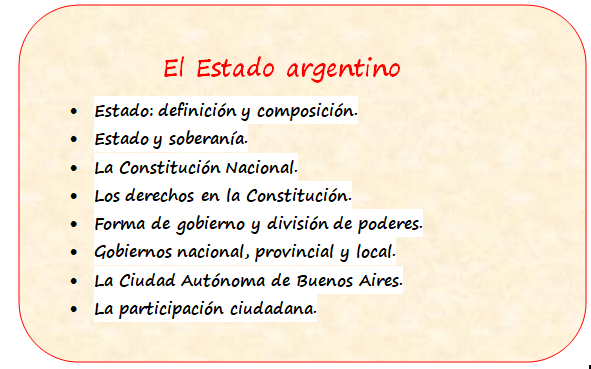 El Estado argentino
• Estado: definición y composición.
• Estado y soberanía.
• La Constitución Nacional.
• Los derechos en la Constitución.
• Forma de gobierno y división de poderes.
• Gobiernos nacional, provincial y local.
• La Ciudad Autónoma de Buenos Aires.
• La participación ciudadana.